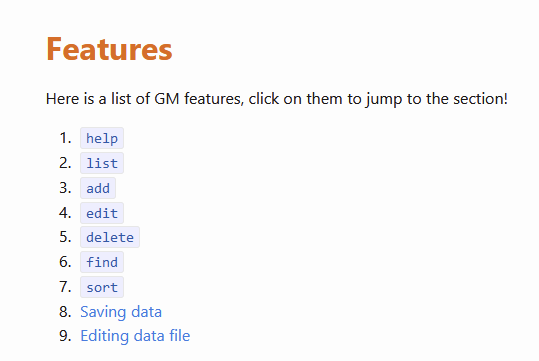 Features
Here is a list of GM features, click on them to jump to the section!
1. help
2. list
3. add
4. edit
5. delete
6. find
7. sort
8. Saving data
9. Editing data file